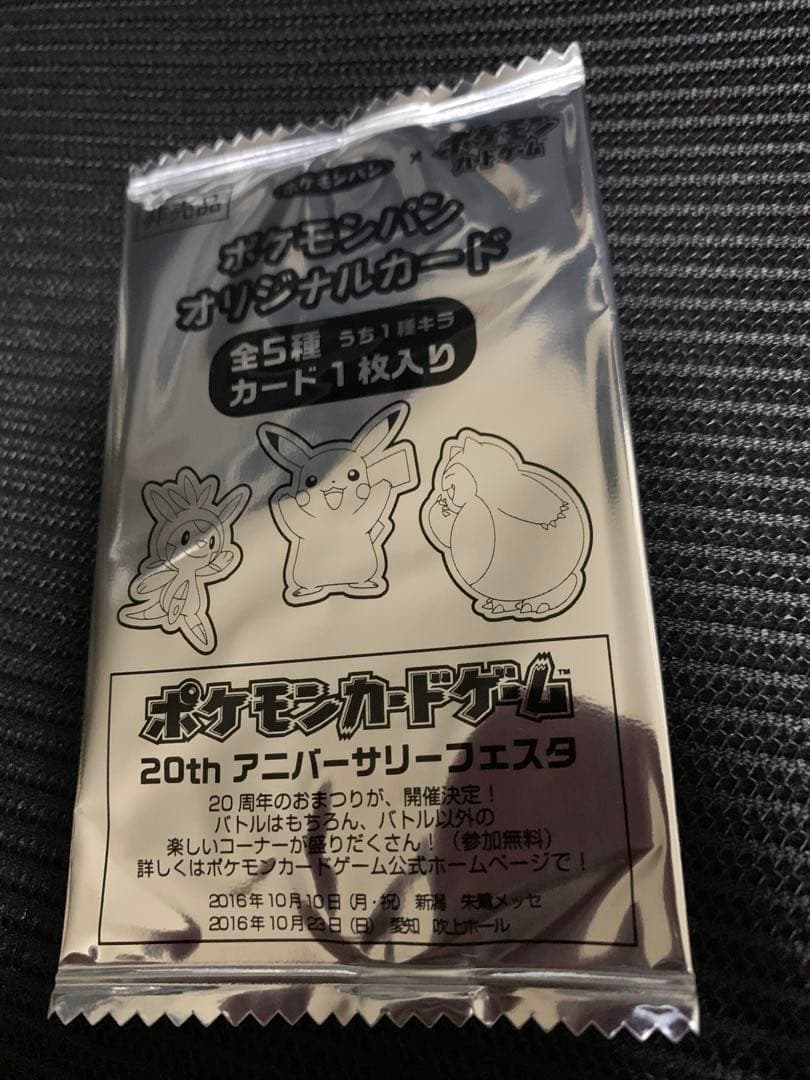 ポケモンパン × ポケモンカードゲーム
非売品
ポケモンパン
オリジナルカード
全5種 うち1種キラ
カード1枚入り
ポケモンカードゲーム™
20th アニバーサリーフェスタ
20周年のおまつりが、開催決定！
バトルはもちろん、バトル以外の
楽しいコーナーが盛りだくさん！（参加無料）
詳しくはポケモンカードゲーム公式ホームページで！
2016年10月10日（月・祝） 新潟 朱鷺メッセ
2016年10月23日（日） 愛知 吹上ホール